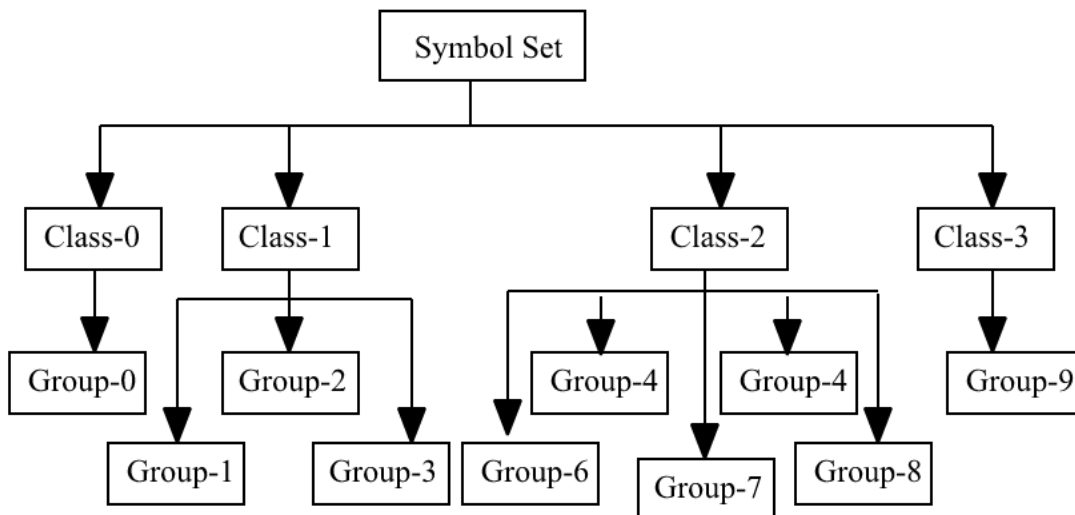 Symbol Set
Class-0
Class-1
Class-2
Class-3
Group-0
Group-2
Group-4
Group-4
Group-9
Group-1
Group-3
Group-6
Group-7
Group-8